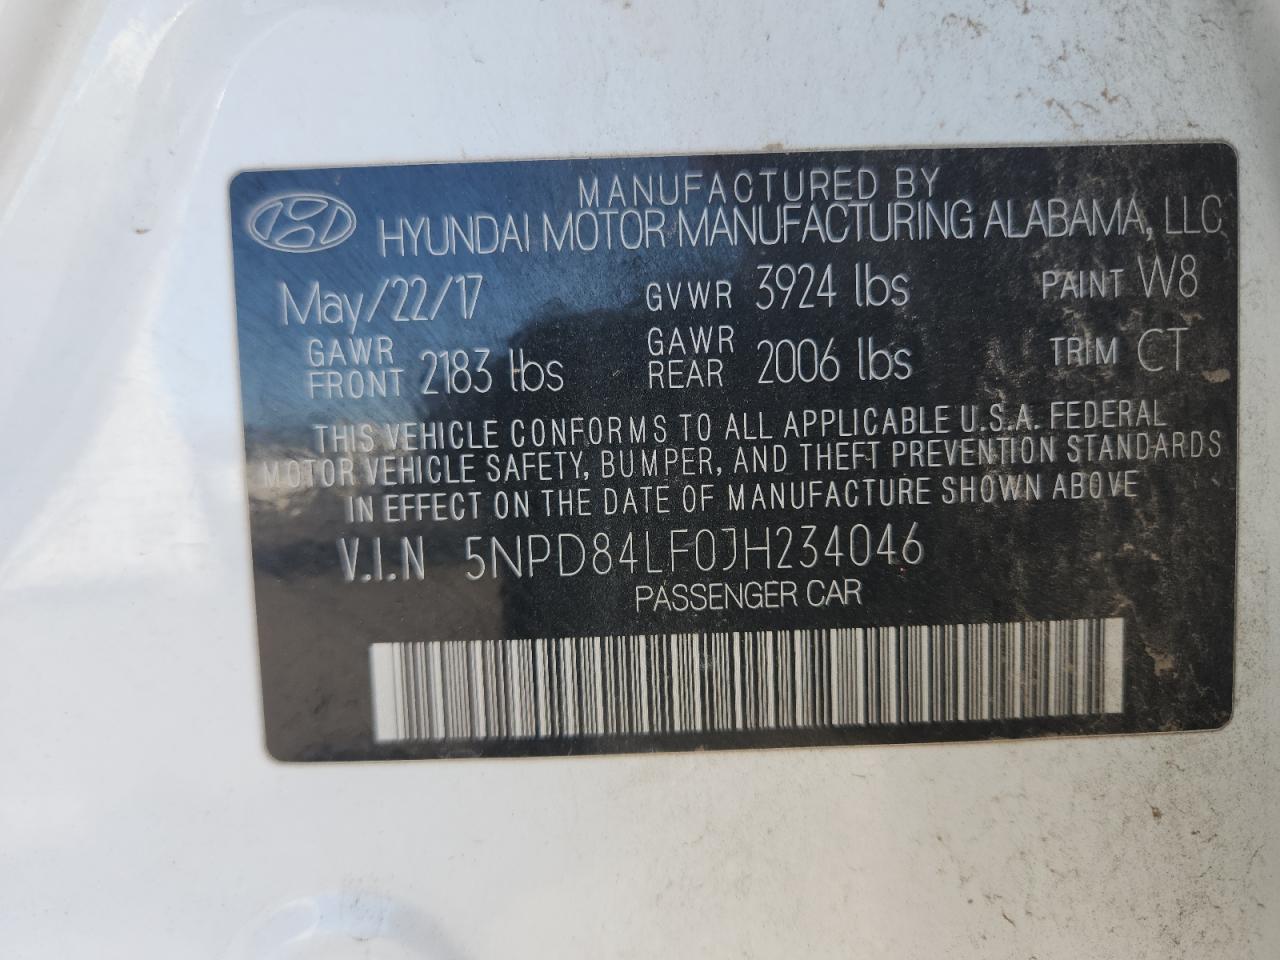 MANUFACTURED BY
HYUNDAI MOTOR MANUFACTURING ALABAMA, LLC
May/22/17 GVWR 3924 lbs PAINT W8
GAWR FRONT 2183 lbs GAWR REAR 2006 lbs TRIM CT
THIS VEHICLE CONFORMS TO ALL APPLICABLE U.S.A. FEDERAL
MOTOR VEHICLE SAFETY, BUMPER, AND THEFT PREVENTION STANDARDS
IN EFFECT ON THE DATE OF MANUFACTURE SHOWN ABOVE
V.I.N 5NPD84LF0JH234046
PASSENGER CAR